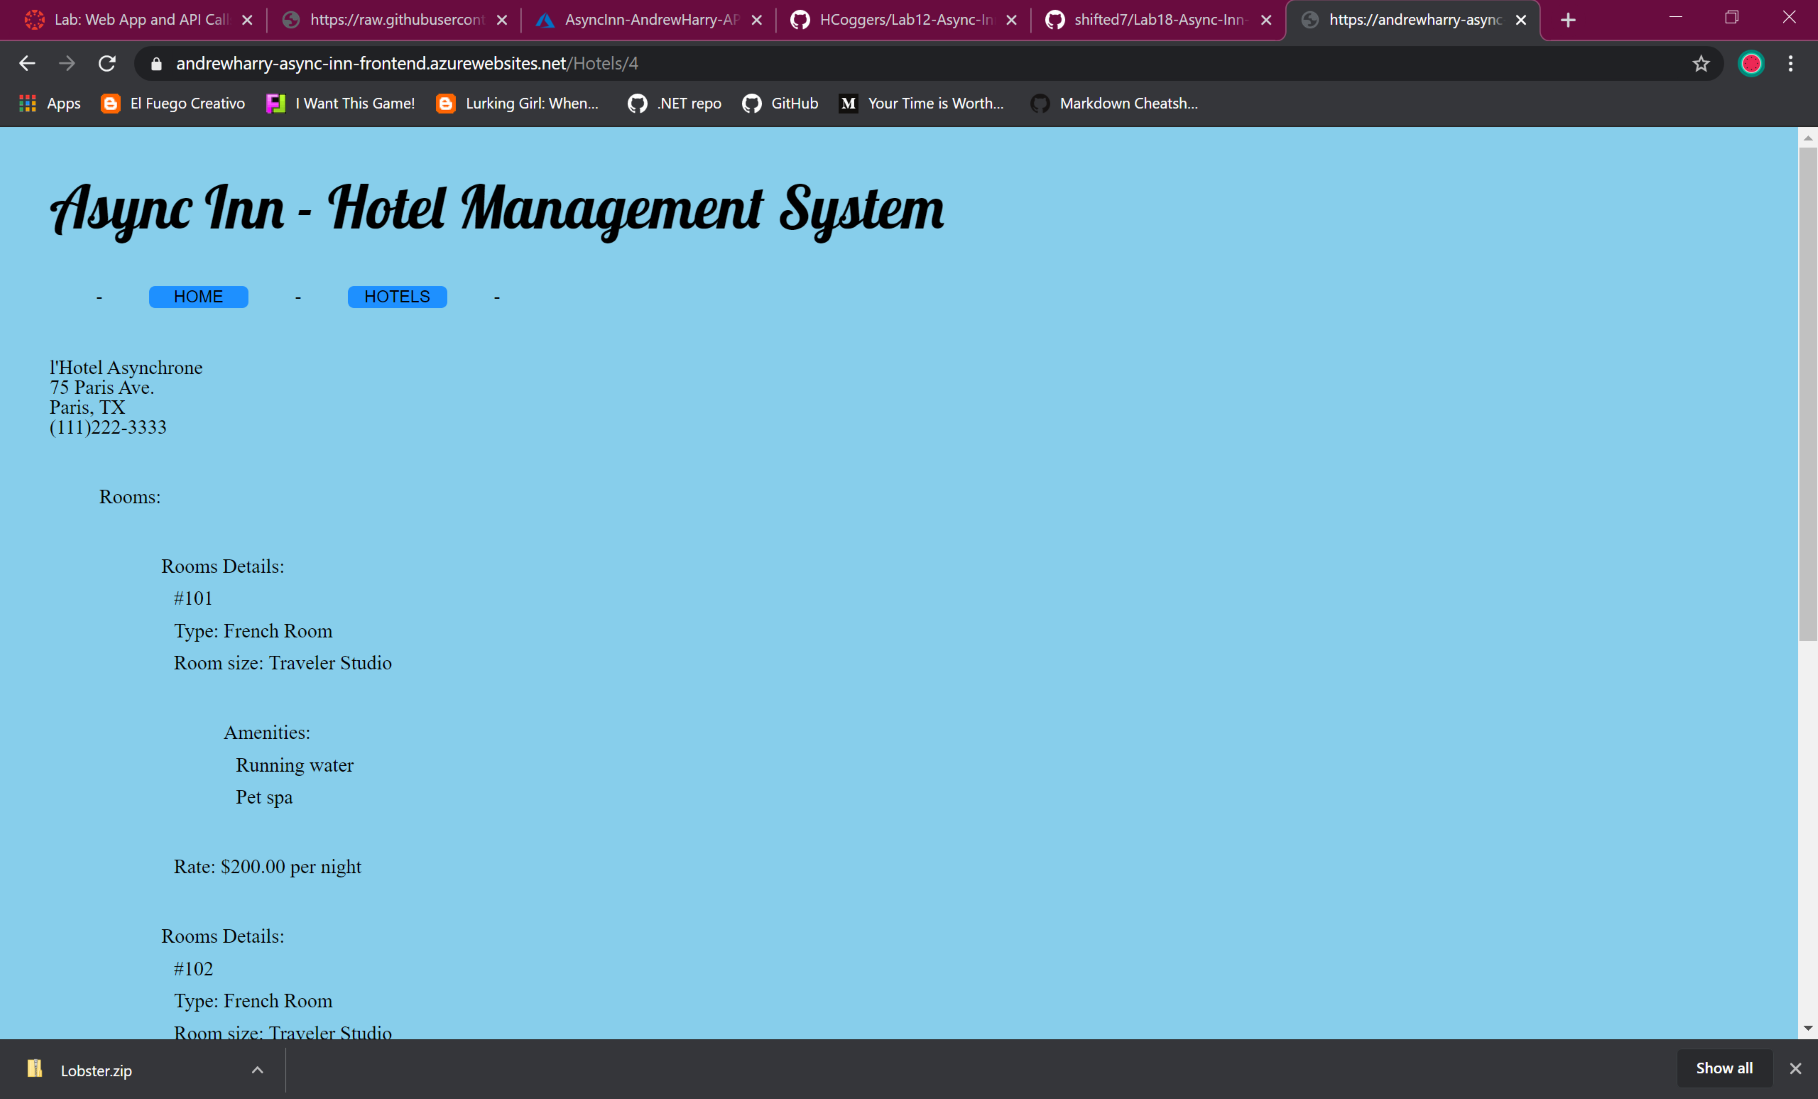 Lab: Web App and API Call
https://raw.githubusercont
AsyncInn-AndrewHarry-AP
HCoggers/Lab12-Async-In
shifted7/Lab18-Async-Inn-
https://andrewharry-async
andrewharry-async-inn-frontend.azurewebsites.net/Hotels/4
Apps
El Fuego Creativo
I Want This Game!
Lurking Girl: When...
.NET repo
GitHub
M
Your Time is Worth...
Markdown Cheatsh...
Async Inn - Hotel Management System
- HOME - HOTELS -
l'Hotel Asynchrone
75 Paris Ave.
Paris, TX
(111)222-3333
Rooms:
Rooms Details:
#101
Type: French Room
Room size: Traveler Studio
Amenities:
Running water
Pet spa
Rate: $200.00 per night
Rooms Details:
#102
Type: French Room
Room size: Traveler Studio
Lobster.zip
Show all